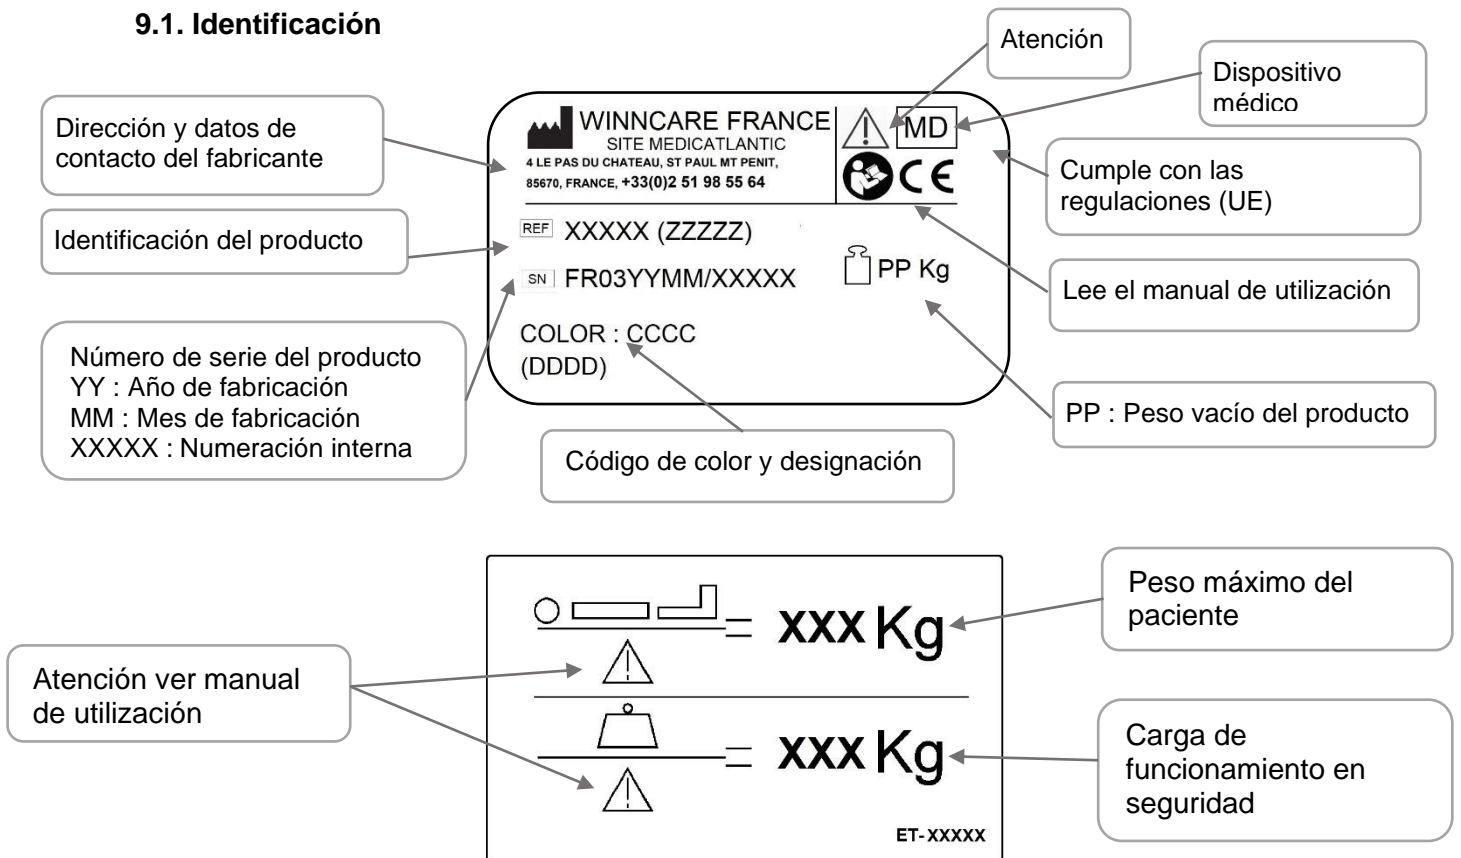 9.1. Identificación
Atención
Dispositivo
médico
Dirección y datos de
contacto del fabricante
WINNCARE FRANCE
SITE MEDICATLANTIC
4 LE PAS DU CHATEAU, ST PAUL MT PENIT,
85670, FRANCE, +33(0)2 51 98 55 64
MD
CE
Cumple con las
regulaciones (UE)
Identificación del producto
REF XXXXX (ZZZZZ)
SN FR03YYMM/XXXXX
PP Kg
Lee el manual de utilización
COLOR : CCCC
(DDDD)
Número de serie del producto
YY : Año de fabricación
MM : Mes de fabricación
XXXXX : Numeración interna
PP : Peso vacío del producto
Código de color y designación
= XXX Kg
Peso máximo del
paciente
Atención ver manual
de utilización
= XXX Kg
Carga de
funcionamiento en
seguridad
ET-XXXXX